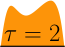 τ = 2